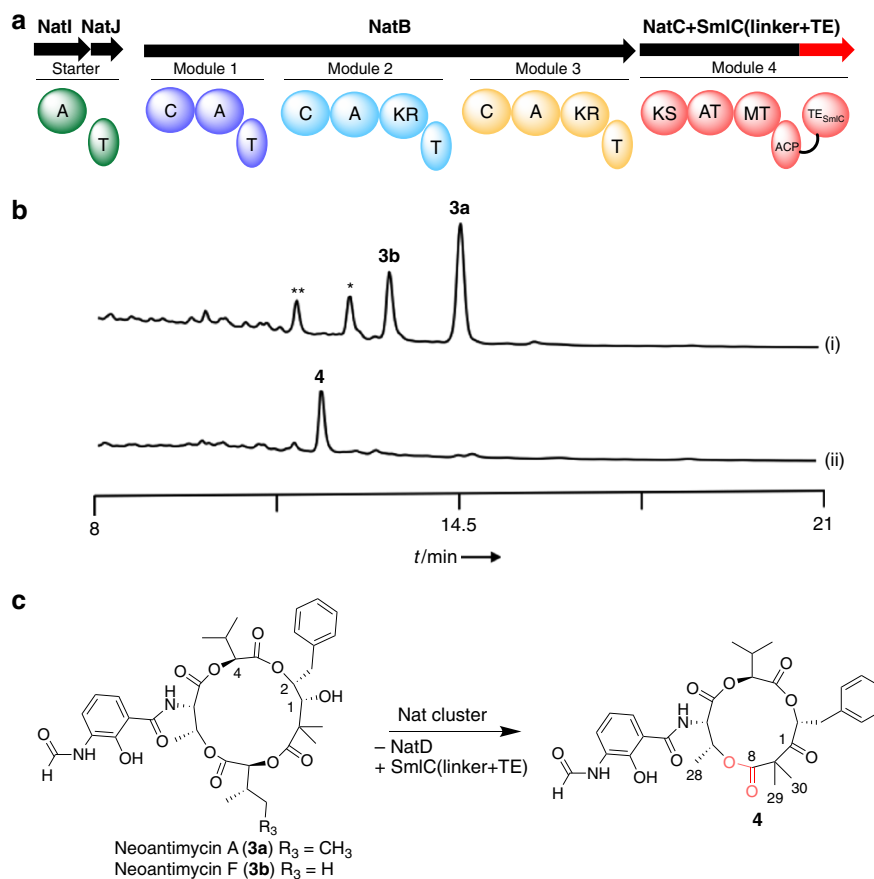 a
NatI NatJ NatB NatC+SmlC(linker+TE)
Starter Module 1 Module 2 Module 3 Module 4
A T C A T C A KR T C A KR T KS AT MT ACP TE_SmlC
b
3a
3b
** *
(i)
4
(ii)
8 14.5 21
t/min
c
Neoantimycin A (3a) R3 = CH3
Neoantimycin F (3b) R3 = H
O O 4 O O 2 1 OH O H N O O O O O H NH OH R3
Nat cluster
– NatD
+ SmlC(linker+TE)
O O O O O 1 O H N O O 8 O 28 29 30 O H NH OH
4